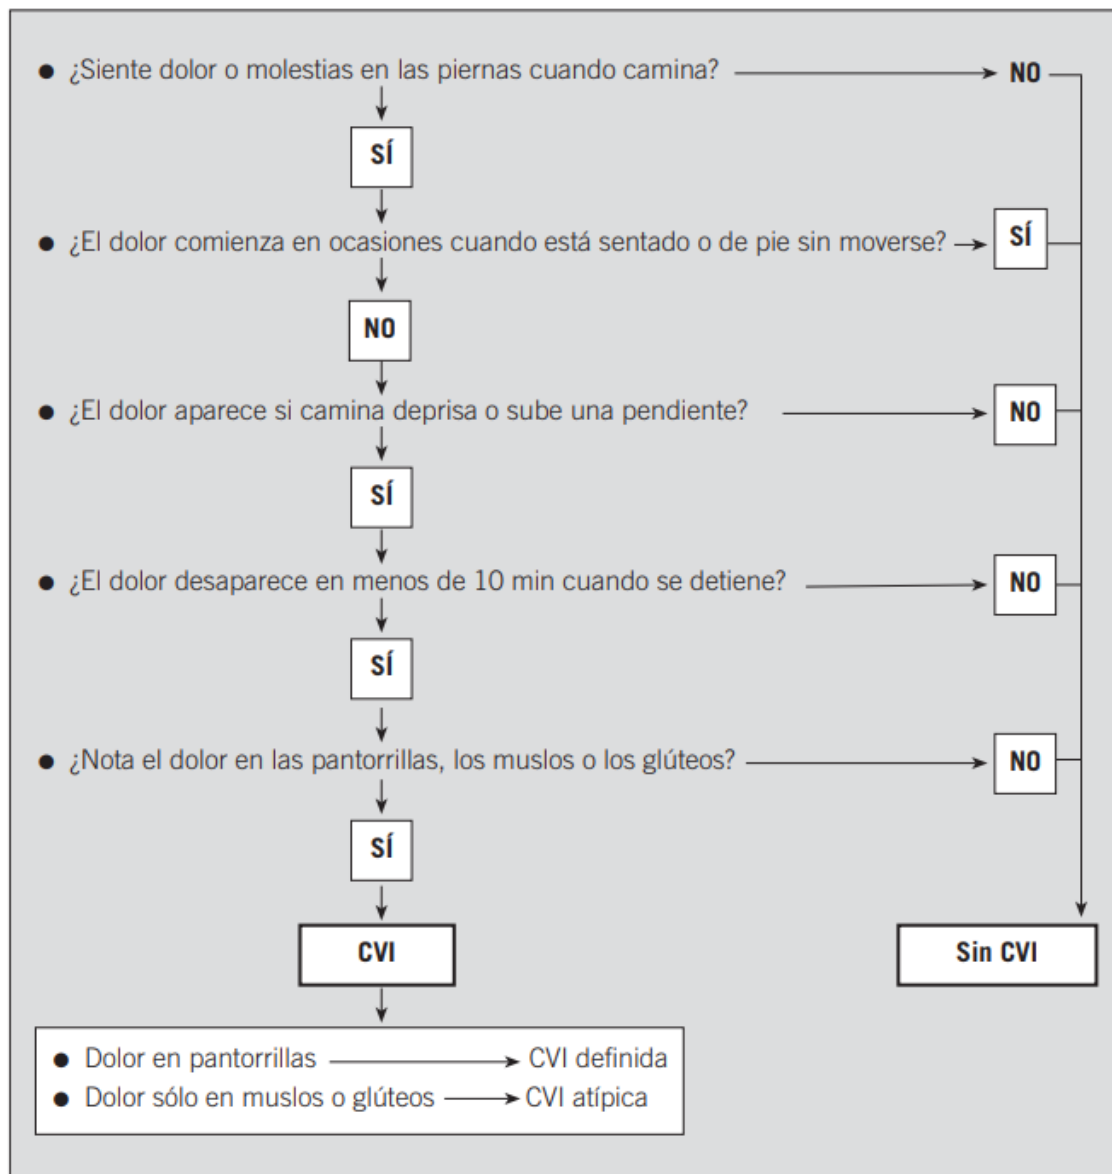 ● ¿Siente dolor o molestias en las piernas cuando camina? NO
SÍ
● ¿El dolor comienza en ocasiones cuando está sentado o de pie sin moverse? SÍ
NO
● ¿El dolor aparece si camina deprisa o sube una pendiente? NO
SÍ
● ¿El dolor desaparece en menos de 10 min cuando se detiene? NO
SÍ
● ¿Nota el dolor en las pantorrillas, los muslos o los glúteos? NO
SÍ
CVI Sin CVI
● Dolor en pantorrillas CVI definida
● Dolor sólo en muslos o glúteos CVI atípica